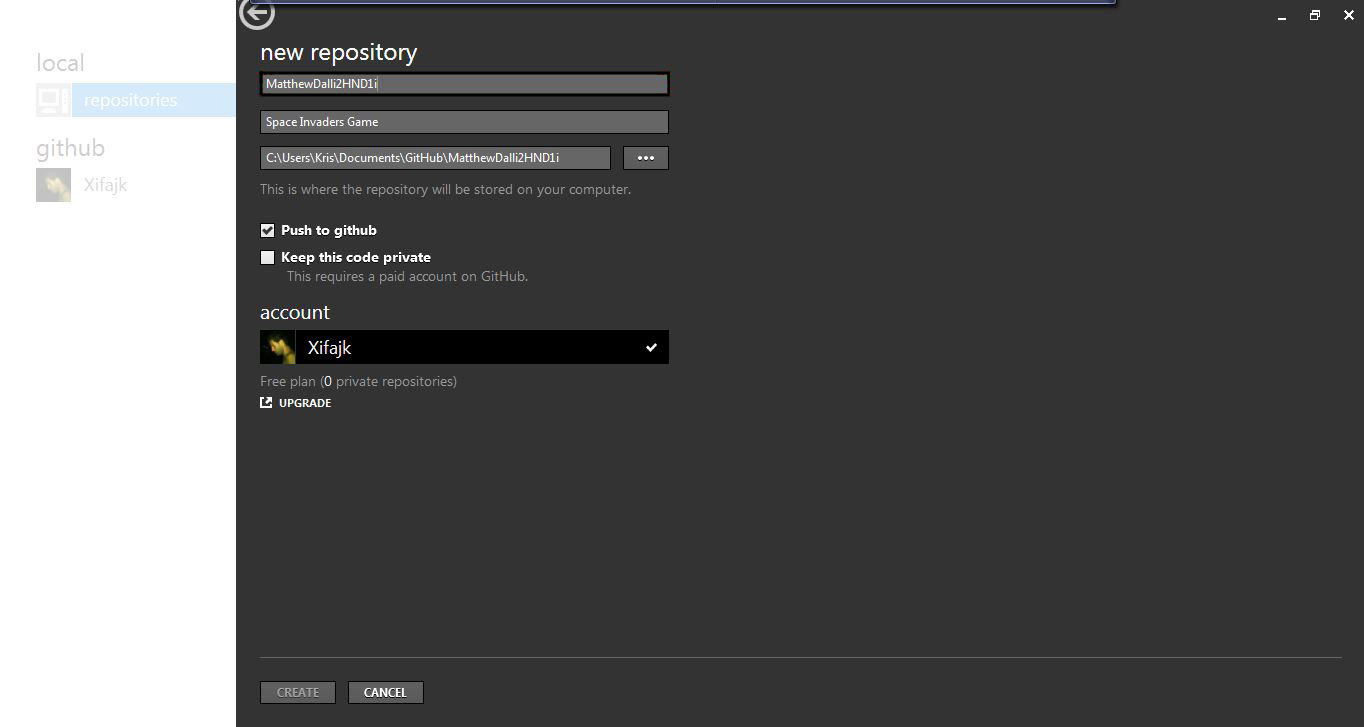 local
repositories
github
Xifajk
new repository
MatthewDalli2HND1i
Space Invaders Game
C:\Users\Kris\Documents\GitHub\MatthewDalli2HND1i
This is where the repository will be stored on your computer.
Push to github
Keep this code private
This requires a paid account on GitHub.
account
Xifajk
Free plan (0 private repositories)
UPGRADE
CREATE CANCEL